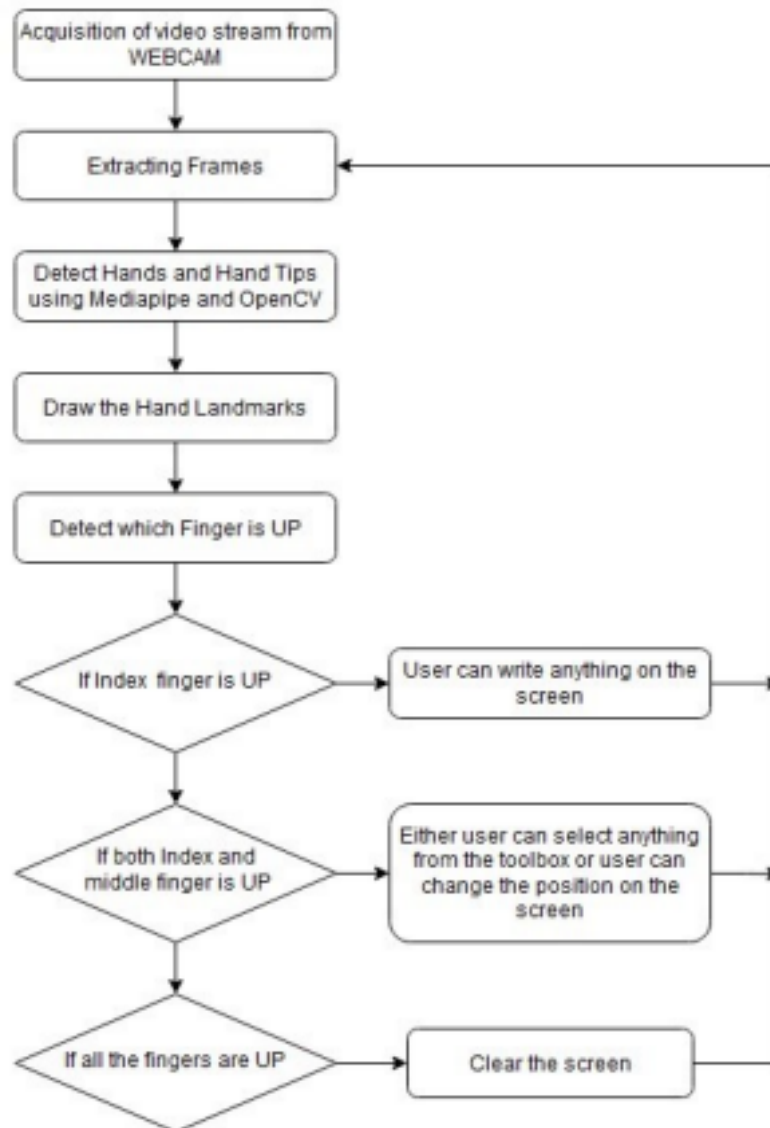 Acquisition of video stream from
WEBCAM
Extracting Frames
Detect Hands and Hand Tips
using Mediapipe and OpenCV
Draw the Hand Landmarks
Detect which Finger is UP
If Index finger is UP
User can write anything on the
screen
If both Index and
middle finger is UP
Either user can select anything
from the toolbox or user can
change the position on the
screen
If all the fingers are UP
Clear the screen